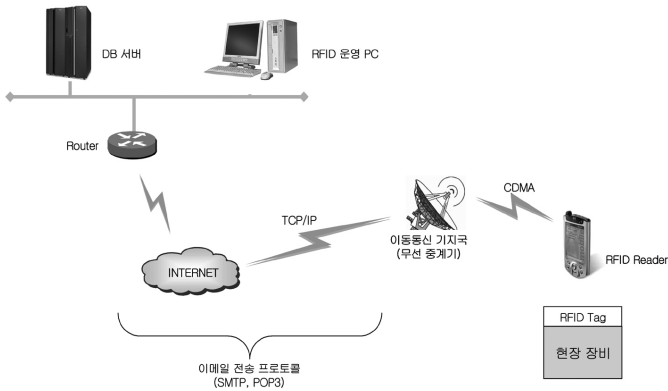 DB 서버
RFID 운영 PC
Router
TCP/IP
CDMA
이동통신 기지국
(무선 중계기)
INTERNET
RFID Reader
RFID Tag
현장 장비
이메일 전송 프로토콜
(SMTP, POP3)